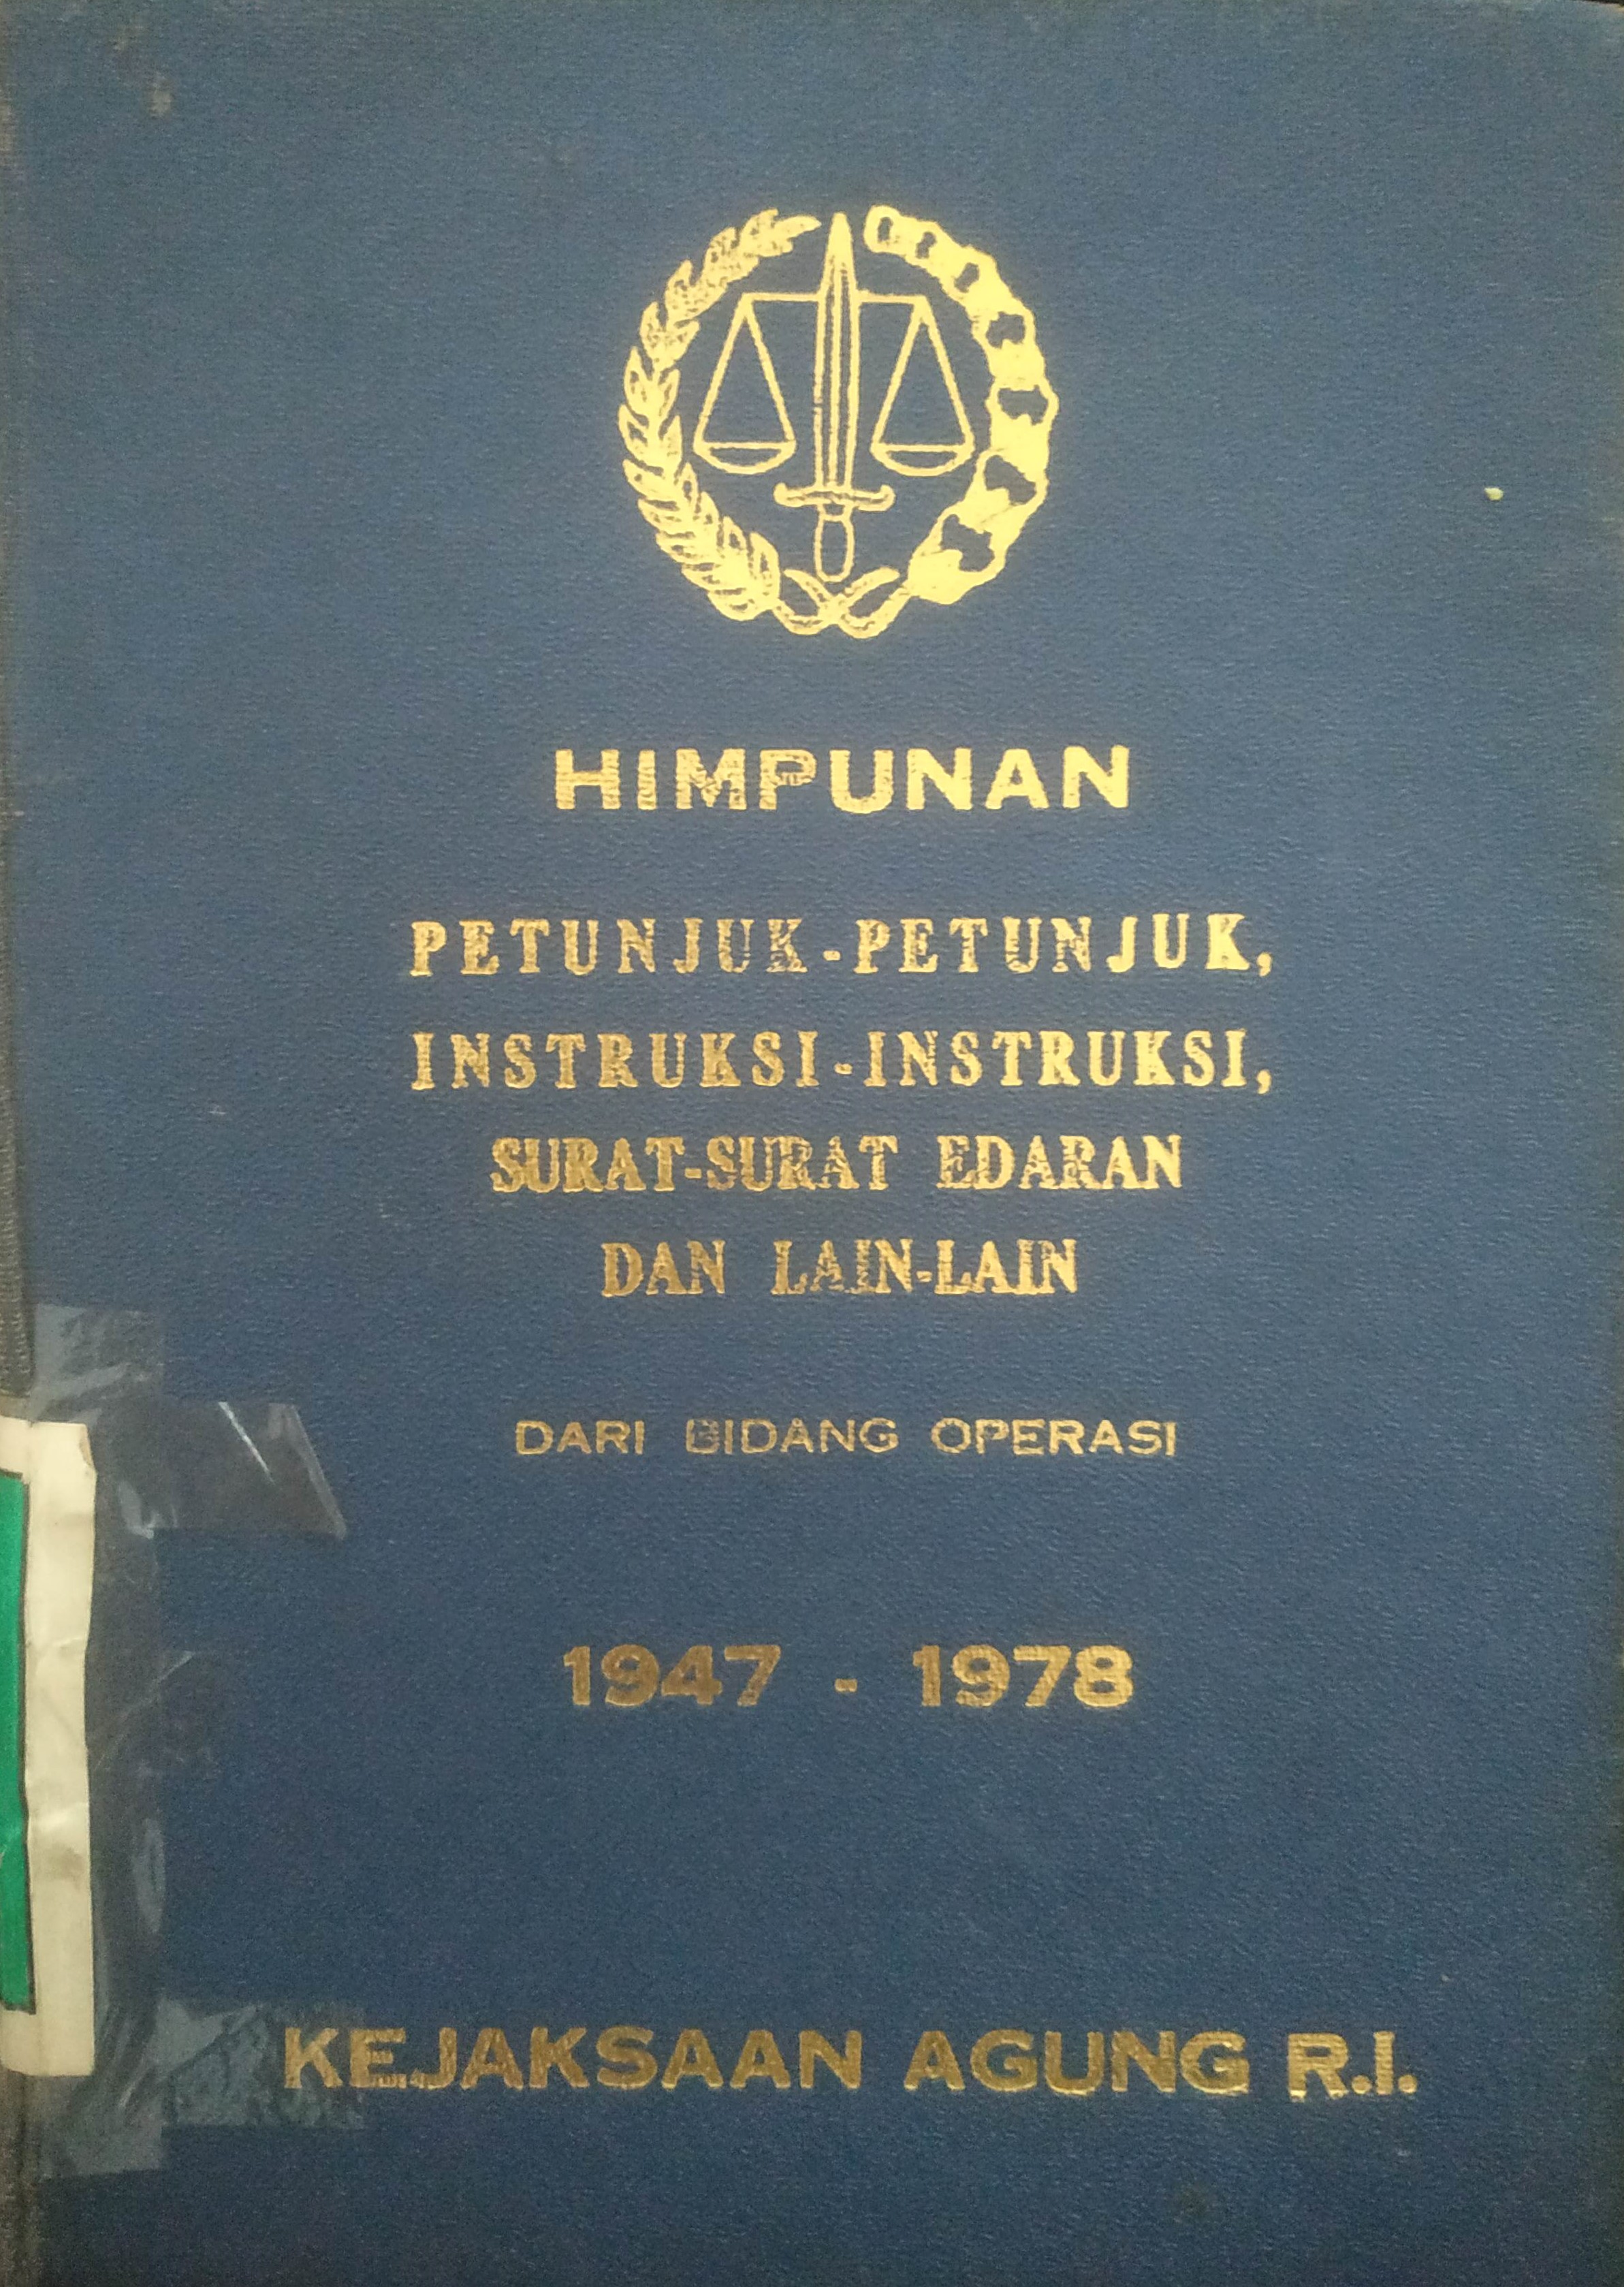 HIMPUNAN
PETUNJUK-PETUNJUK,
INSTRUKSI-INSTRUKSI,
SURAT-SURAT EDARAN
DAN LAIN-LAIN
DARI BIDANG OPERASI
1947 - 1978
KEJAKSAAN AGUNG R.I.